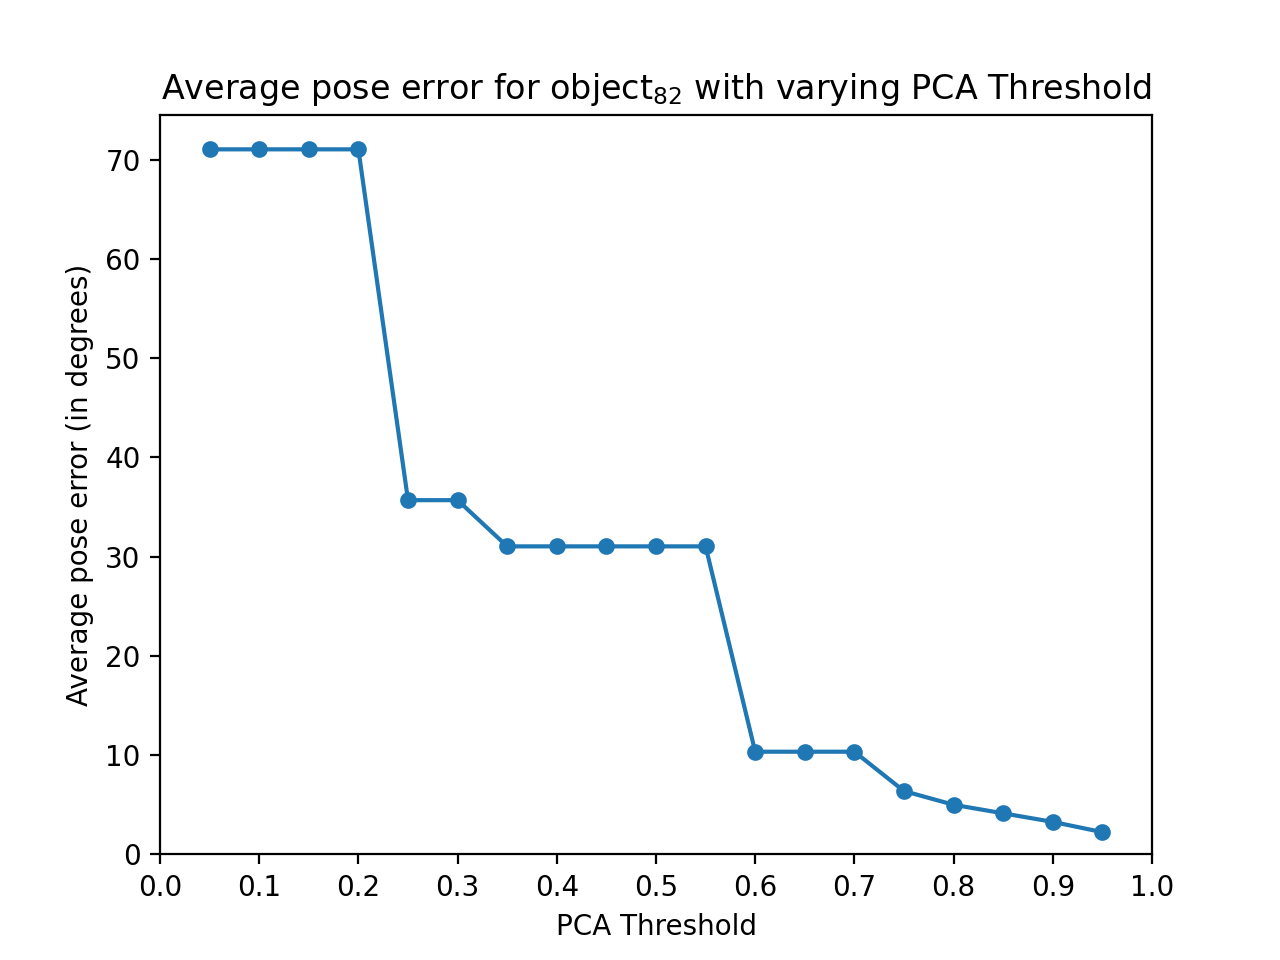 Average pose error for object₈₂ with varying PCA Threshold
Average pose error (in degrees)
70
60
50
40
30
20
10
0
0.0 0.1 0.2 0.3 0.4 0.5 0.6 0.7 0.8 0.9 1.0
PCA Threshold